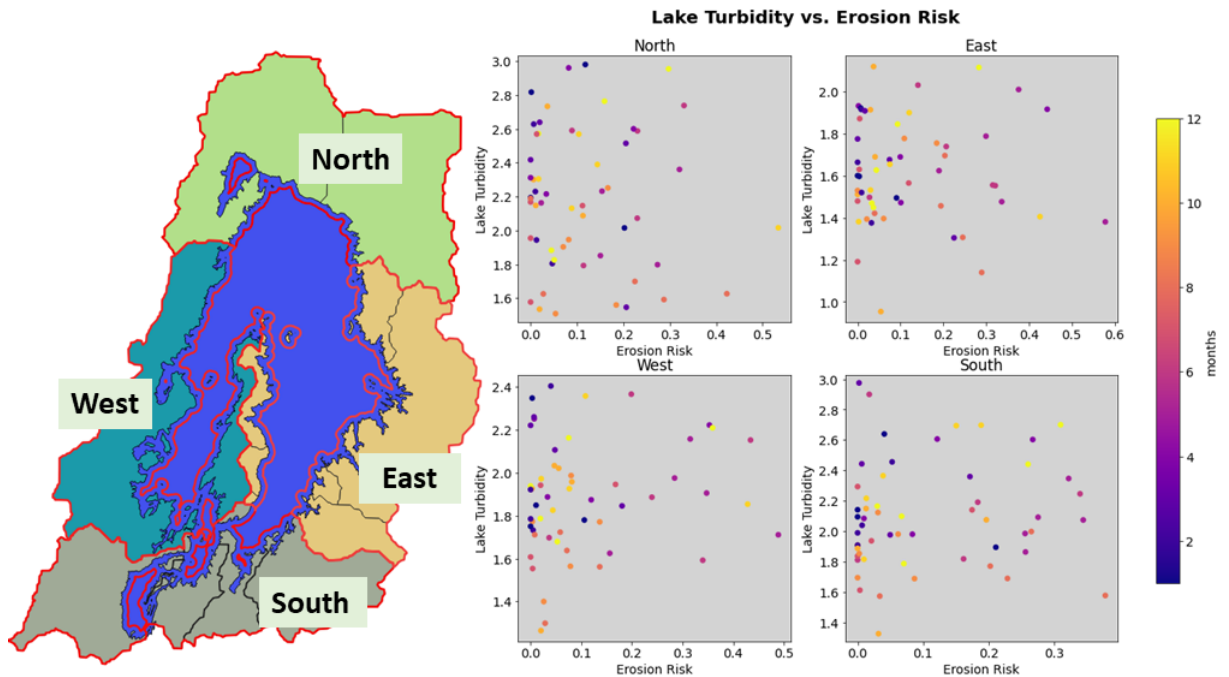 Lake Turbidity vs. Erosion Risk
North
West
East
South
North
3.0
2.8
2.6
2.4
2.2
2.0
1.8
1.6
0.0 0.1 0.2 0.3 0.4 0.5
Lake Turbidity
Erosion Risk
East
2.0
1.8
1.6
1.4
1.2
1.0
0.0 0.1 0.2 0.3 0.4 0.5 0.6
Lake Turbidity
Erosion Risk
West
2.4
2.2
2.0
1.8
1.6
1.4
0.0 0.1 0.2 0.3 0.4 0.5
Lake Turbidity
Erosion Risk
South
3.0
2.8
2.6
2.4
2.2
2.0
1.8
1.6
1.4
0.0 0.1 0.2 0.3
Lake Turbidity
Erosion Risk
12
10
8
6
4
2
months